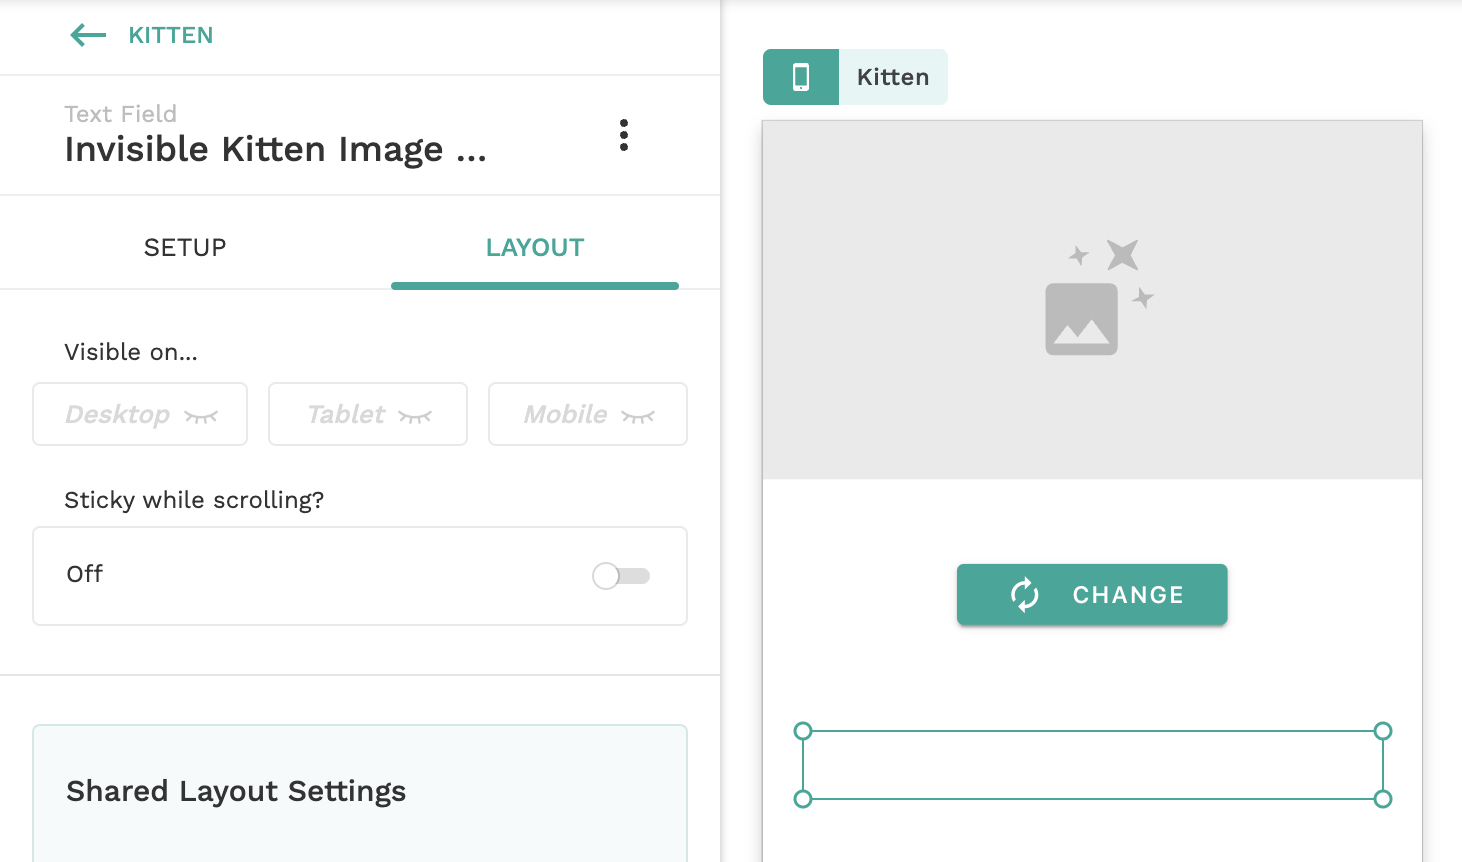 KITTEN
Text Field
Invisible Kitten Image ...
SETUP
LAYOUT
Visible on...
Desktop
Tablet
Mobile
Sticky while scrolling?
Off
Shared Layout Settings
Kitten
CHANGE